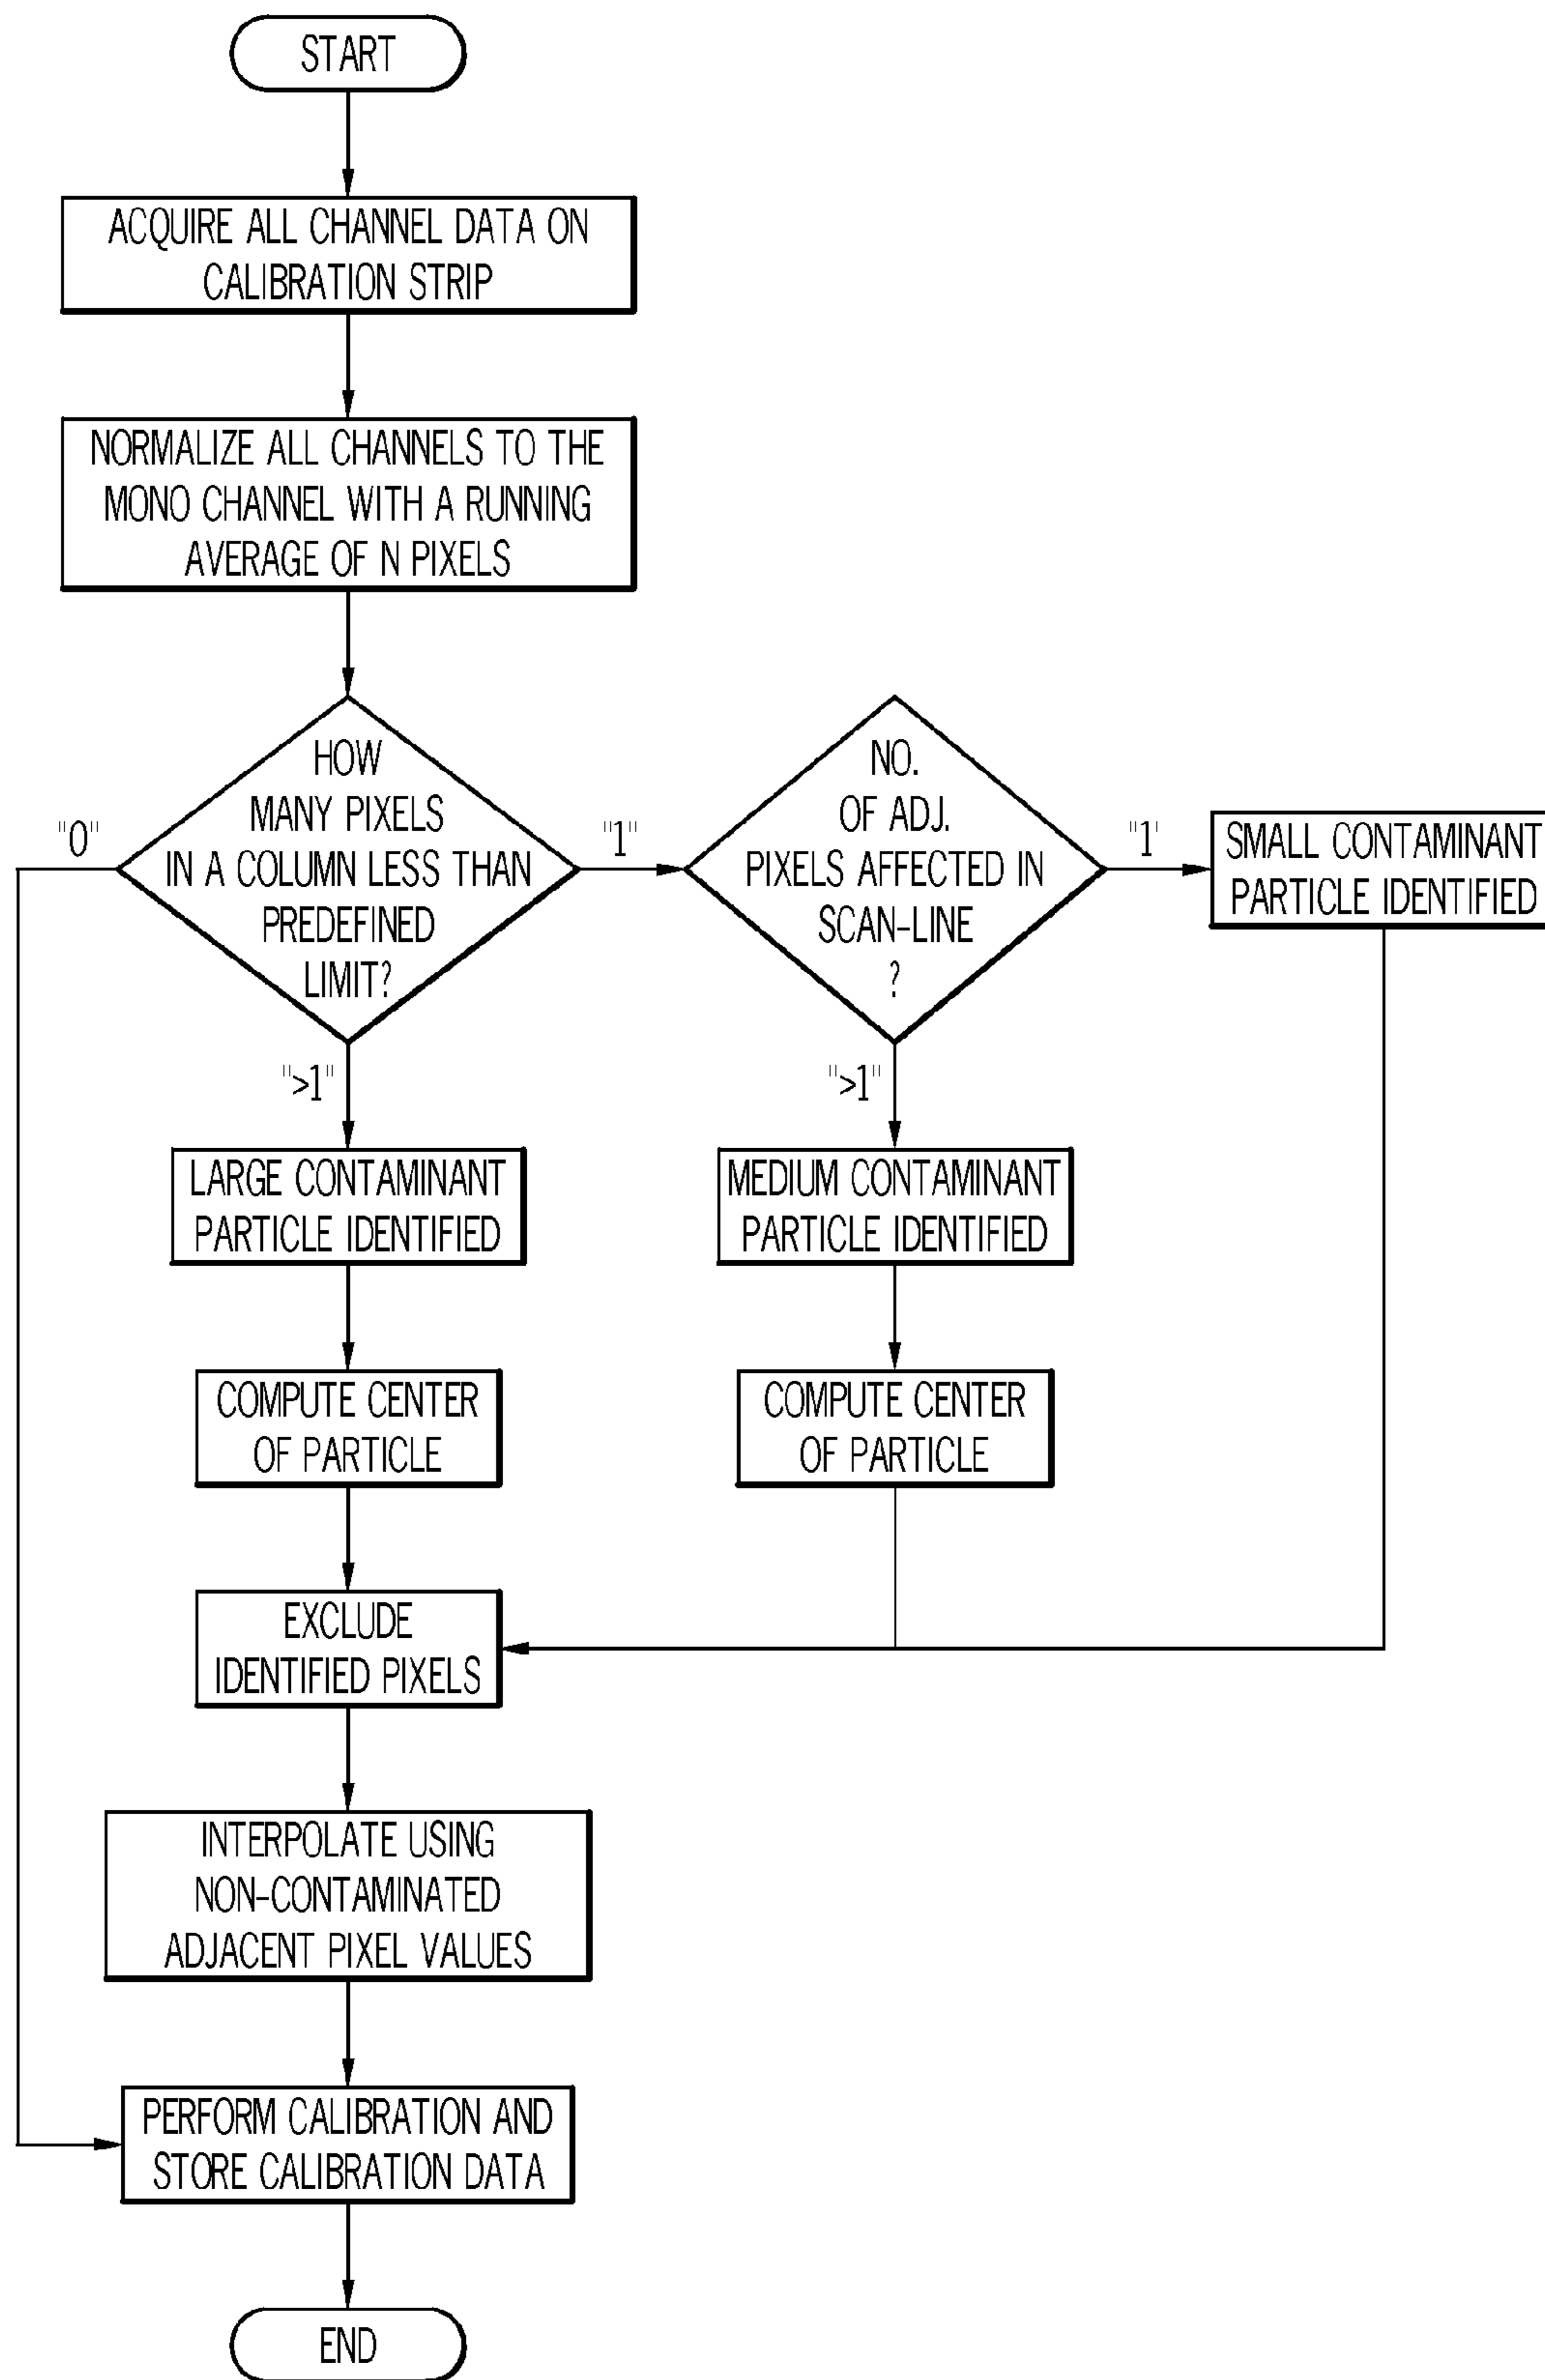 START
ACQUIRE ALL CHANNEL DATA ON
CALIBRATION STRIP
NORMALIZE ALL CHANNELS TO THE
MONO CHANNEL WITH A RUNNING
AVERAGE OF N PIXELS
HOW
MANY PIXELS
IN A COLUMN LESS THAN
PREDEFINED
LIMIT?
"0"
"1"
">1"
NO.
OF ADJ.
PIXELS AFFECTED IN
SCAN-LINE
?
"1'
">1"
SMALL CONTAMINANT
PARTICLE IDENTIFIED
LARGE CONTAMINANT
PARTICLE IDENTIFIED
MEDIUM CONTAMINANT
PARTICLE IDENTIFIED
COMPUTE CENTER
OF PARTICLE
COMPUTE CENTER
OF PARTICLE
EXCLUDE
IDENTIFIED PIXELS
INTERPOLATE USING
NON-CONTAMINATED
ADJACENT PIXEL VALUES
PERFORM CALIBRATION AND
STORE CALIBRATION DATA
END